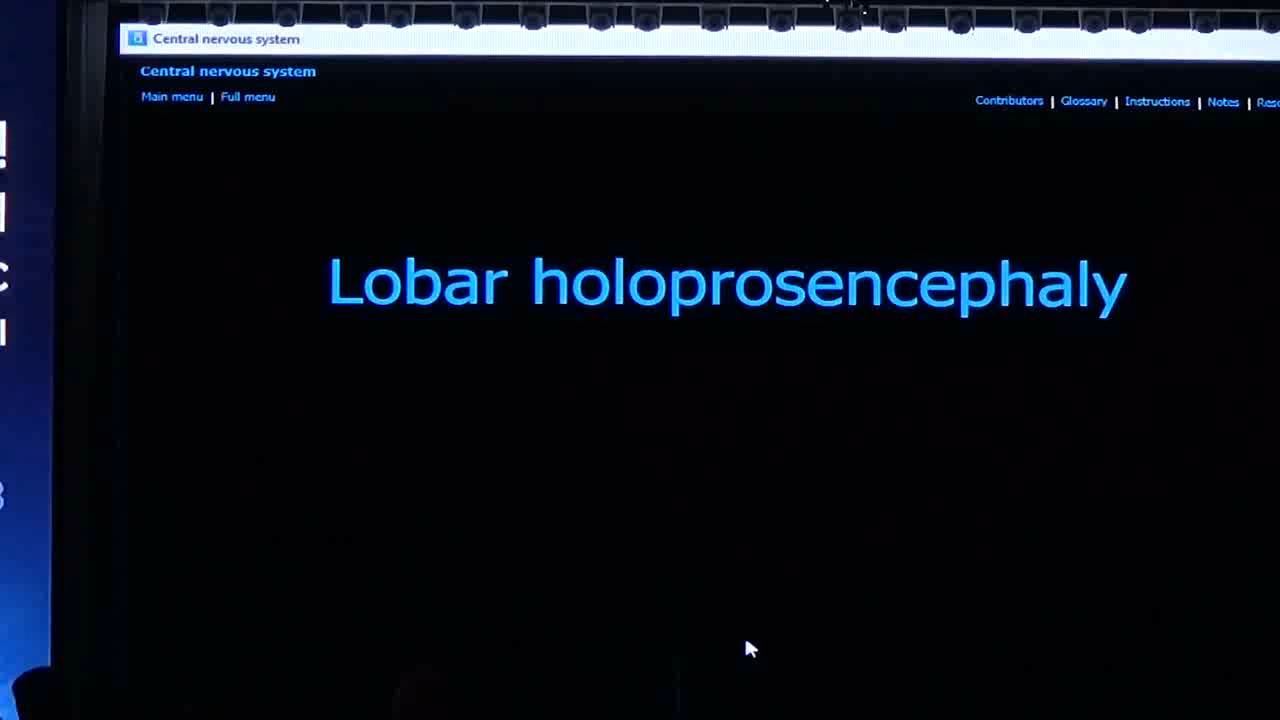 Central nervous system
Central nervous system
Main menu | Full menu
Contributors | Glossary | Instructions | Notes |
Lobar holoprosencephaly